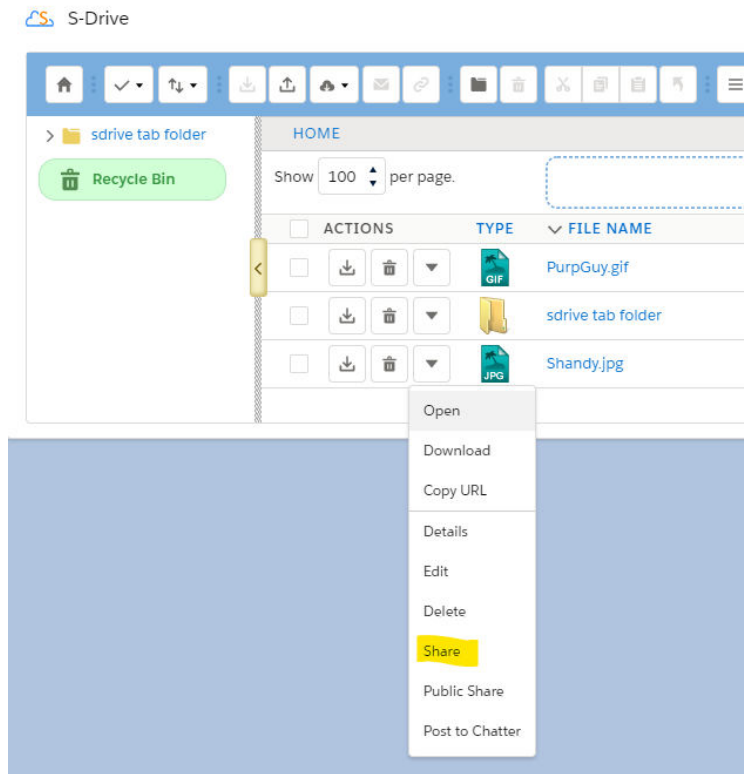 S-Drive
sdrive tab folder
Recycle Bin
HOME
Show 100 per page.
ACTIONS TYPE FILE NAME
GIF PurpGuy.gif
sdrive tab folder
JPG Shandy.jpg
Open
Download
Copy URL
Details
Edit
Delete
Share
Public Share
Post to Chatter